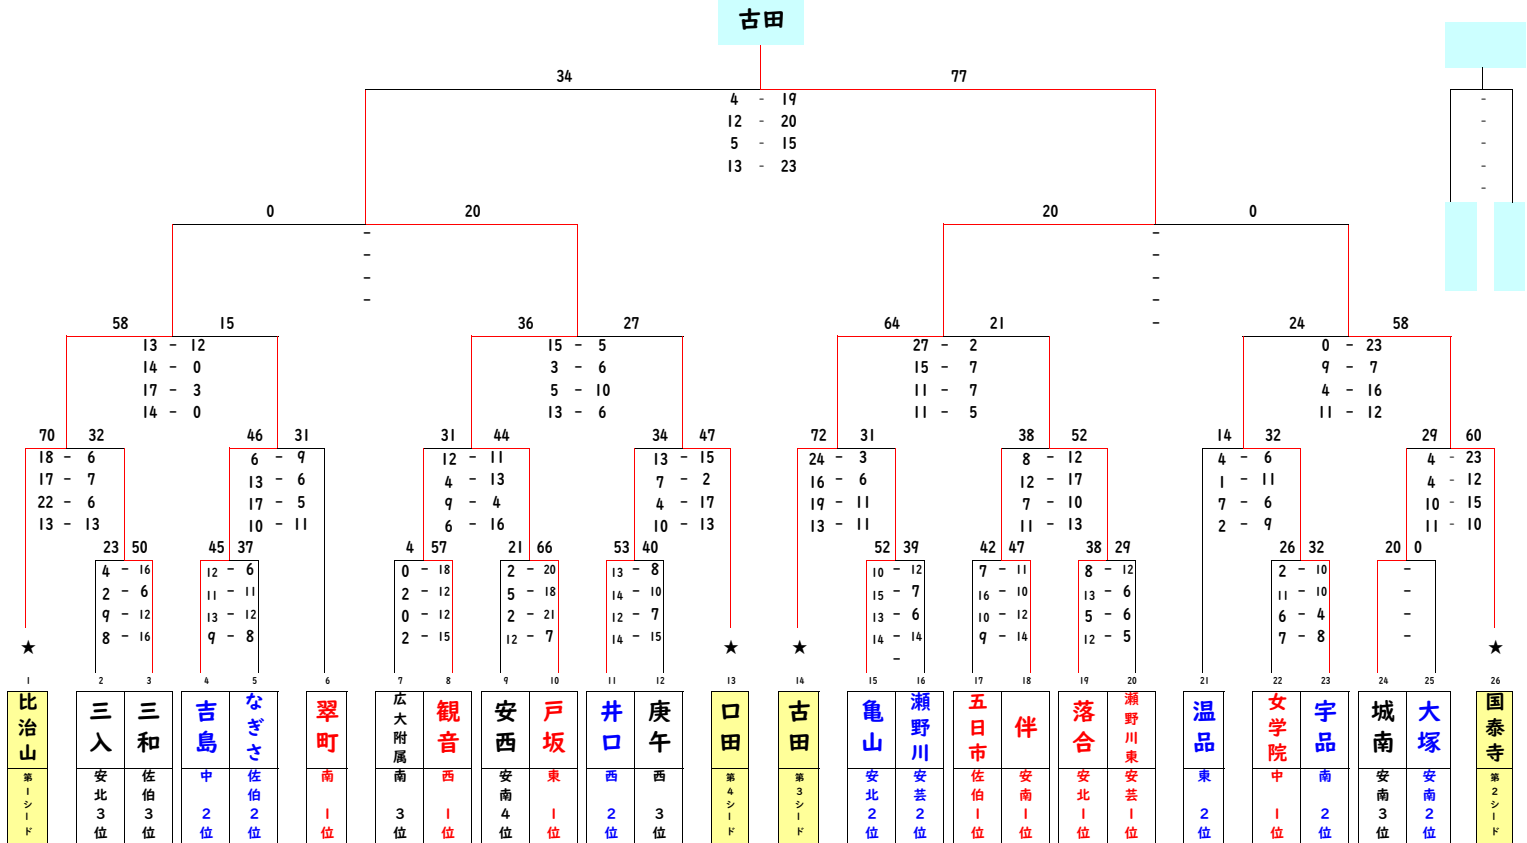 古田
34 77
4 - 19
12 - 20
5 - 15
13 - 23
-
-
-
-
-
0 20 20 0
- -
- -
- -
- -
-
58 15 36 27 64 21 24 58
13 - 12 15 - 5 27 - 2 0 - 23
14 - 0 3 - 6 15 - 7 9 - 7
17 - 3 5 - 10 11 - 7 4 - 16
14 - 0 13 - 6 11 - 5 11 - 12
70 32 46 31 31 44 34 47 72 31 38 52 14 32 29 60
18 - 6 6 - 9 12 - 11 13 - 15 24 - 3 8 - 12 4 - 6 4 - 23
17 - 7 13 - 6 4 - 13 7 - 2 16 - 6 12 - 17 1 - 11 4 - 12
22 - 6 17 - 5 9 - 4 4 - 17 19 - 11 7 - 10 7 - 6 10 - 15
13 - 13 10 - 11 6 - 16 10 - 13 13 - 11 11 - 13 2 - 9 11 - 10
23 50 45 37 4 57 21 66 53 40 52 39 42 47 38 29 26 32 20 0
4 - 16 12 - 6 0 - 18 2 - 20 13 - 8 10 - 12 7 - 11 8 - 12 2 - 10 -
2 - 6 11 - 11 2 - 12 5 - 18 14 - 10 15 - 7 16 - 10 13 - 6 11 - 10 -
9 - 12 13 - 12 0 - 12 2 - 21 12 - 7 13 - 6 10 - 12 5 - 6 6 - 4 -
8 - 16 9 - 8 2 - 15 12 - 7 14 - 15 14 - 14 9 - 14 12 - 5 7 - 8 -
-
★ ★ ★ ★
1 2 3 4 5 6 7 8 9 10 11 12 13 14 15 16 17 18 19 20 21 22 23 24 25 26
比治山 三入 三和 吉島 なぎさ 翠町 広大附属 観音 安西 戸坂 井口 庚午 口田 古田 亀山 瀬野川 五日市 伴 落合 瀬野川東 温品 女学院 宇品 城南 大塚 国泰寺
第1シード 安北3位 佐伯3位 中2位 佐伯2位 南1位 南3位 西1位 安南4位 東1位 西2位 西3位 第4シード 第3シード 安北2位 安芸2位 佐伯1位 安南1位 安北1位 安芸1位 東2位 中1位 南2位 安南3位 安南2位 第2シード